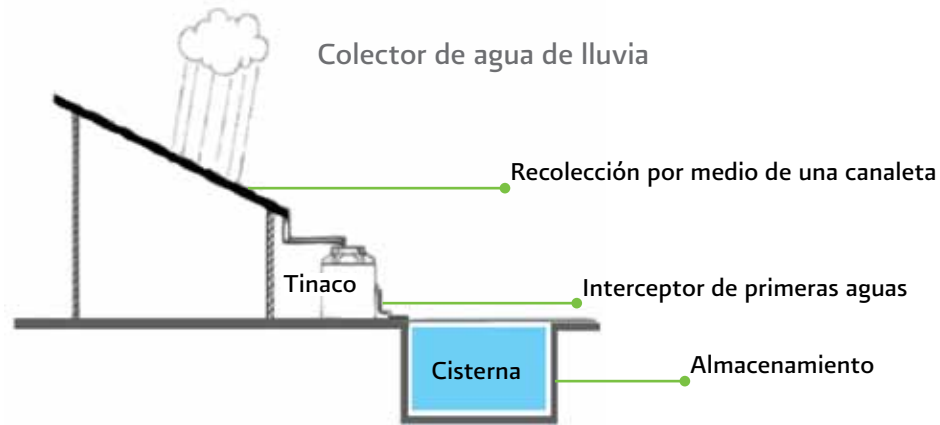 Colector de agua de lluvia
Recolección por medio de una canaleta
Tinaco
Interceptor de primeras aguas
Cisterna
Almacenamiento